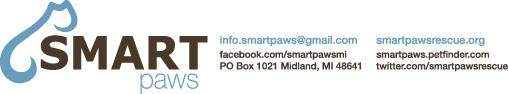 SMART
paws
info.smartpaws@gmail.com
facebook.com/smartpawsmi
PO Box 1021 Midland, MI 48641
smartpawsrescue.org
smartpaws.petfinder.com
twitter.com/smartpawsrescue